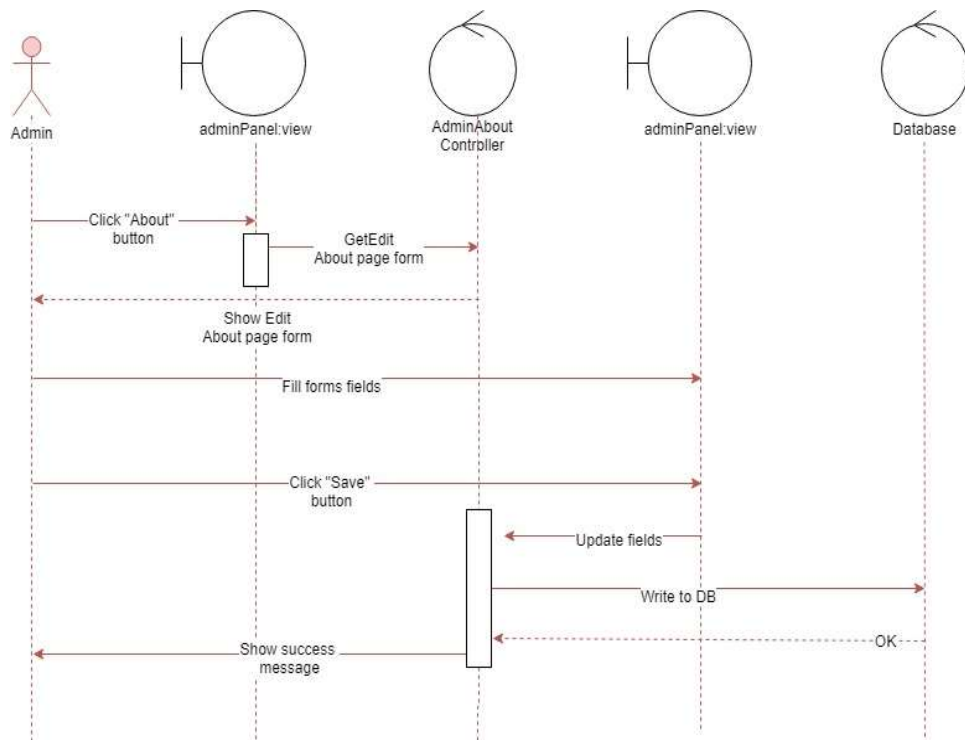 Admin
adminPanel:view
AdminAbout
Controller
adminPanel:view
Database
Click "About"
button
GetEdit
About page form
Show Edit
About page form
Fill forms fields
Click "Save"
button
Update fields
Write to DB
OK
Show success
message